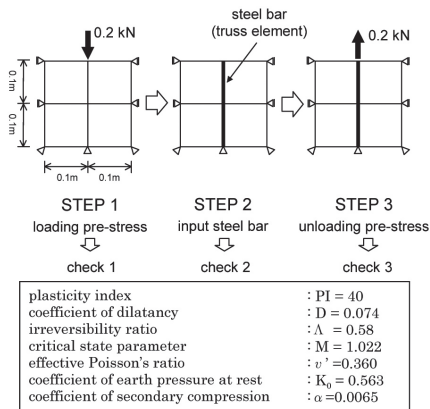 steel bar
(truss element)
0.2 kN
0.2 kN
0.1m
0.1m
0.1m
0.1m
STEP 1
STEP 2
STEP 3
loading pre-stress
input steel bar
unloading pre-stress
check 1
check 2
check 3
plasticity index : PI = 40
coefficient of dilatancy : D = 0.074
irreversibility ratio : Λ = 0.58
critical state parameter : M = 1.022
effective Poisson's ratio : υ' =0.360
coefficient of earth pressure at rest : K₀ = 0.563
coefficient of secondary compression : α =0.0065